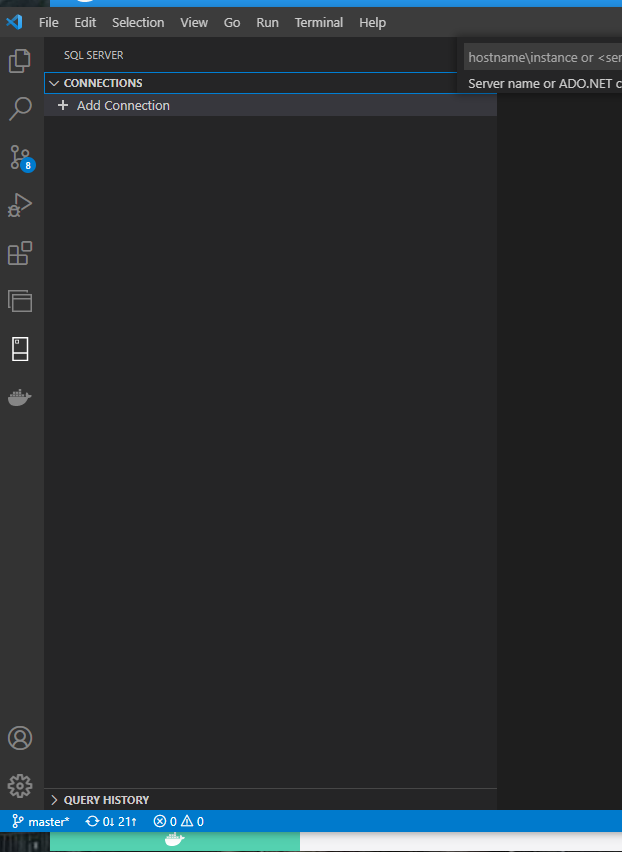 File Edit Selection View Go Run Terminal Help
SQL SERVER
hostname\instance or <ser
CONNECTIONS
Server name or ADO.NET c
Add Connection
8
QUERY HISTORY
master* 0↓ 21↑ 0 0